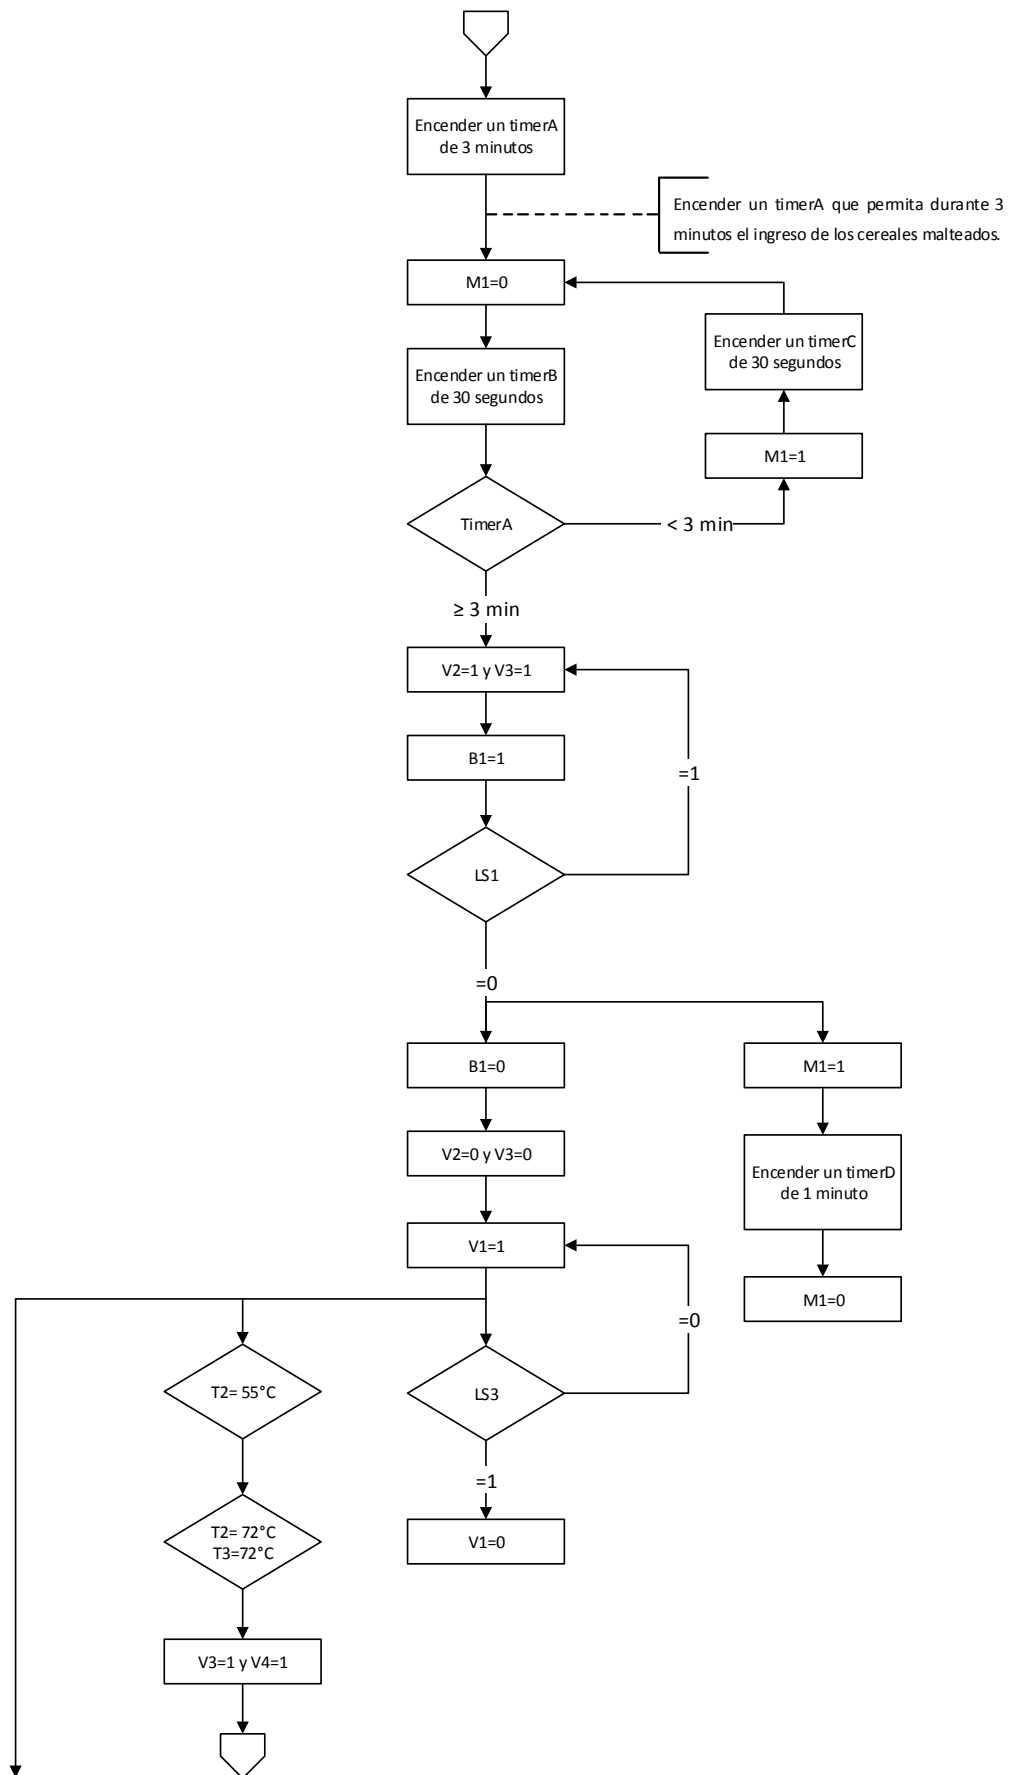 Encender un timerA
de 3 minutos
Encender un timerA que permita durante 3
minutos el ingreso de los cereales malteados.
M1=0
Encender un timerC
de 30 segundos
Encender un timerB
de 30 segundos
M1=1
TimerA
< 3 min
≥ 3 min
V2=1 y V3=1
B1=1
=1
LS1
=0
B1=0
M1=1
V2=0 y V3=0
Encender un timerD
de 1 minuto
V1=1
M1=0
=0
T2= 55°C
LS3
=1
T2= 72°C
T3=72°C
V1=0
V3=1 y V4=1